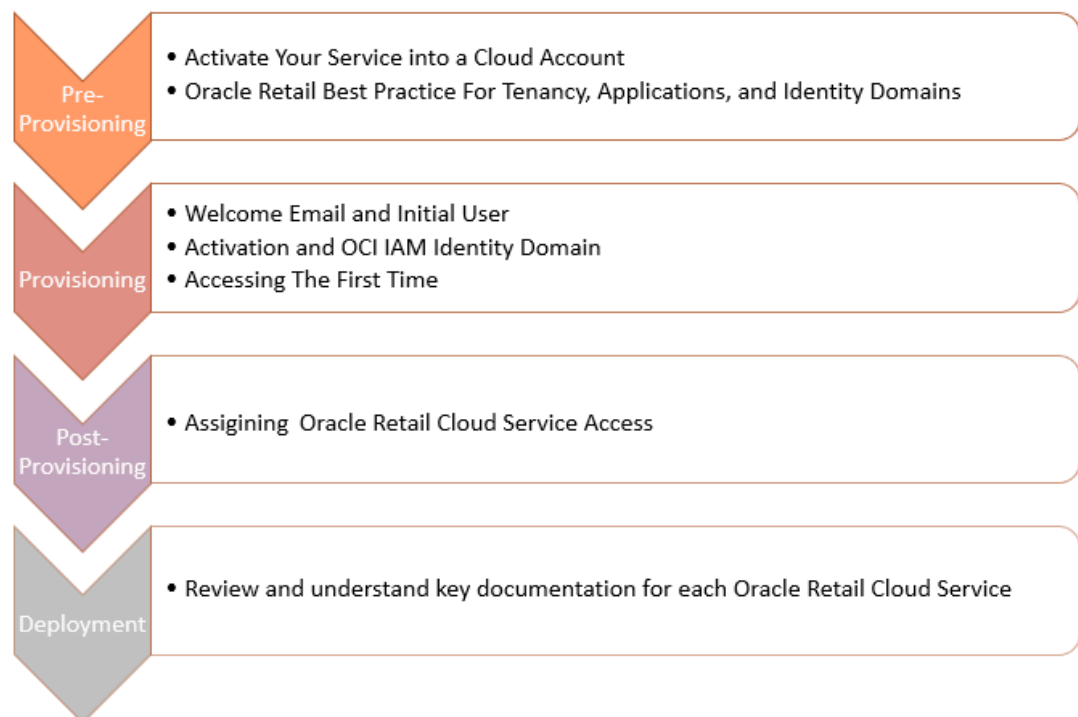 Pre-
Provisioning
• Activate Your Service into a Cloud Account
• Oracle Retail Best Practice For Tenancy, Applications, and Identity Domains
Provisioning
• Welcome Email and Initial User
• Activation and OCI IAM Identity Domain
• Accessing The First Time
Post-
Provisioning
• Assigining  Oracle Retail Cloud Service Access
Deployment
• Review and understand key documentation for each Oracle Retail Cloud Service